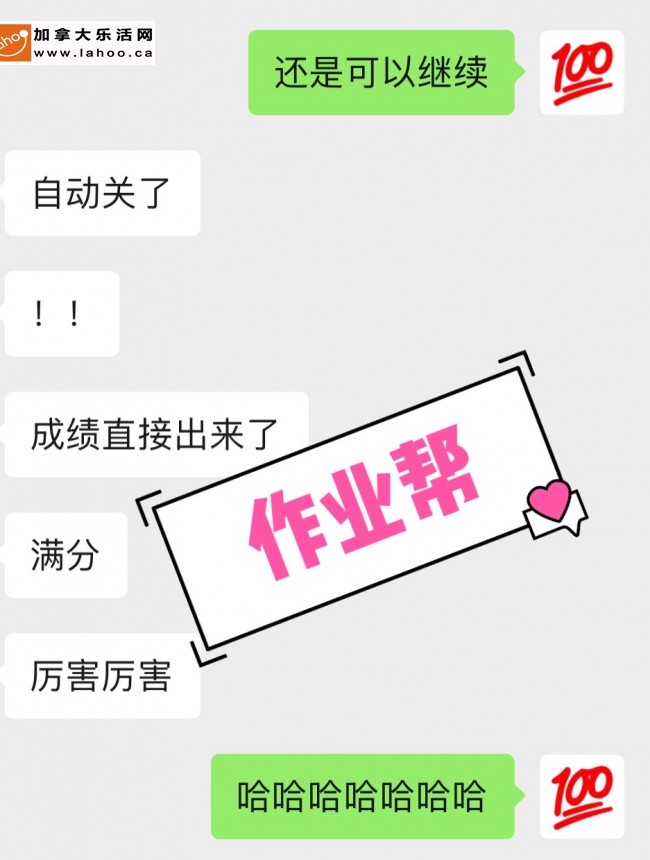 加拿大乐活网
www.lahoo.ca
还是可以继续
100
自动关了
！！
成绩直接出来了
满分
作业帮
厉害厉害
哈哈哈哈哈哈哈
100